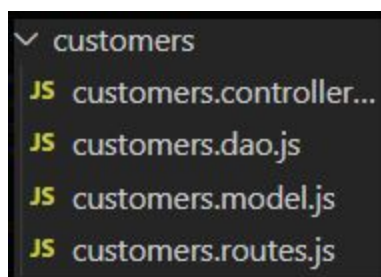 customers
JS customers.controller...
JS customers.dao.js
JS customers.model.js
JS customers.routes.js